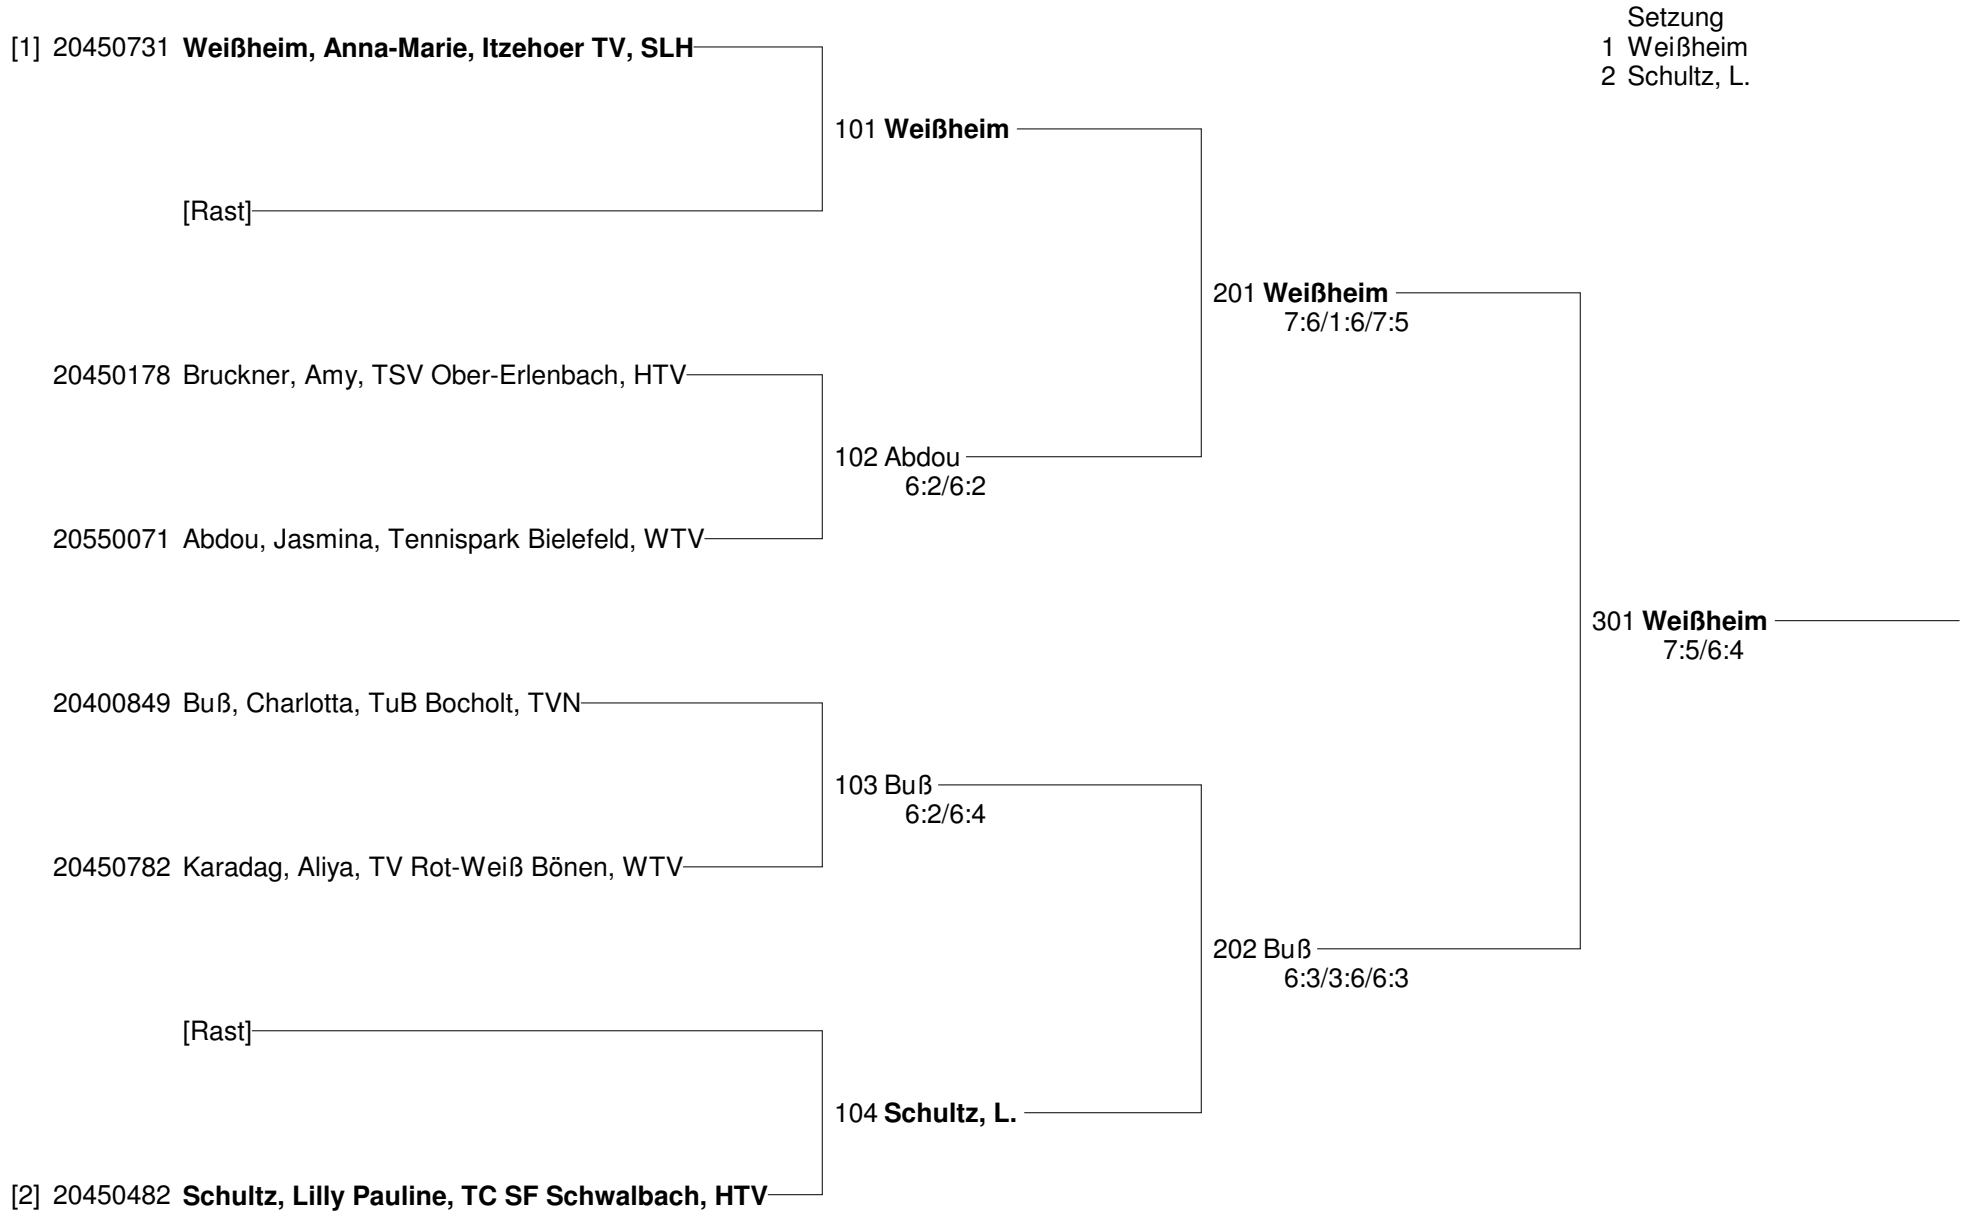 Setzung
1 Weißheim
2 Schultz, L.
[1] 20450731 Weißheim, Anna-Marie, Itzehoer TV, SLH
101 Weißheim
[Rast]
201 Weißheim
7:6/1:6/7:5
20450178 Bruckner, Amy, TSV Ober-Erlenbach, HTV
102 Abdou
6:2/6:2
20550071 Abdou, Jasmina, Tennispark Bielefeld, WTV
301 Weißheim
7:5/6:4
20400849 Buß, Charlotta, TuB Bocholt, TVN
103 Buß
6:2/6:4
20450782 Karadag, Aliya, TV Rot-Weiß Bönen, WTV
202 Buß
6:3/3:6/6:3
[Rast]
104 Schultz, L.
[2] 20450482 Schultz, Lilly Pauline, TC SF Schwalbach, HTV